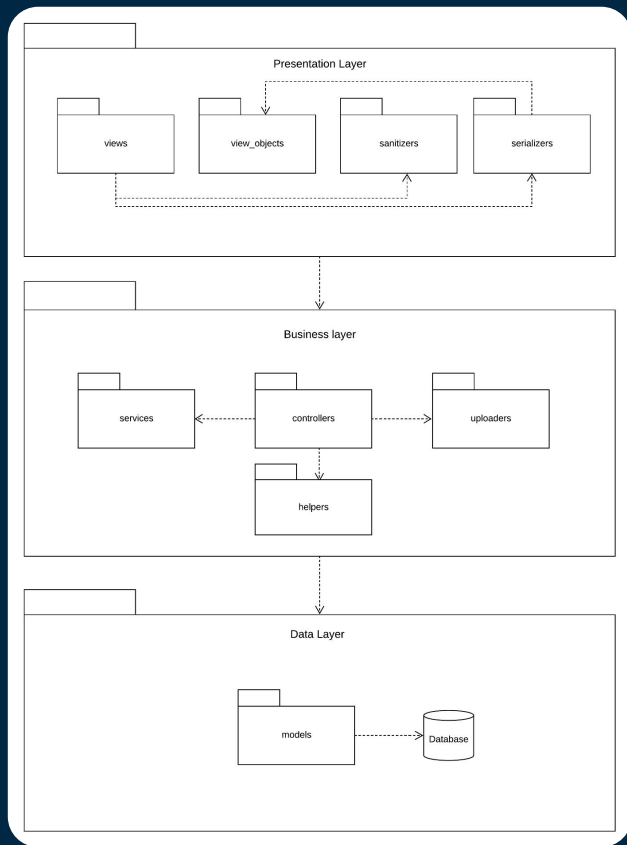 Presentation Layer
views
view_objects
sanitizers
serializers
Business layer
services
controllers
uploaders
helpers
Data Layer
models
Database